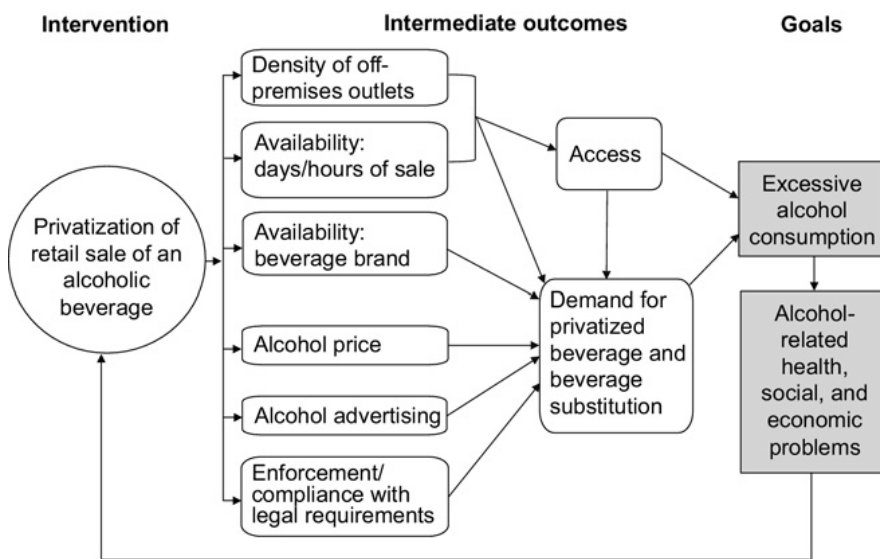 Intervention
Intermediate outcomes
Goals
Privatization of
retail sale of an
alcoholic
beverage
Density of off-
premises outlets
Availability:
days/hours of sale
Availability:
beverage brand
Alcohol price
Alcohol advertising
Enforcement/
compliance with
legal requirements
Access
Demand for
privatized
beverage and
beverage
substitution
Excessive
alcohol
consumption
Alcohol-
related
health,
social, and
economic
problems